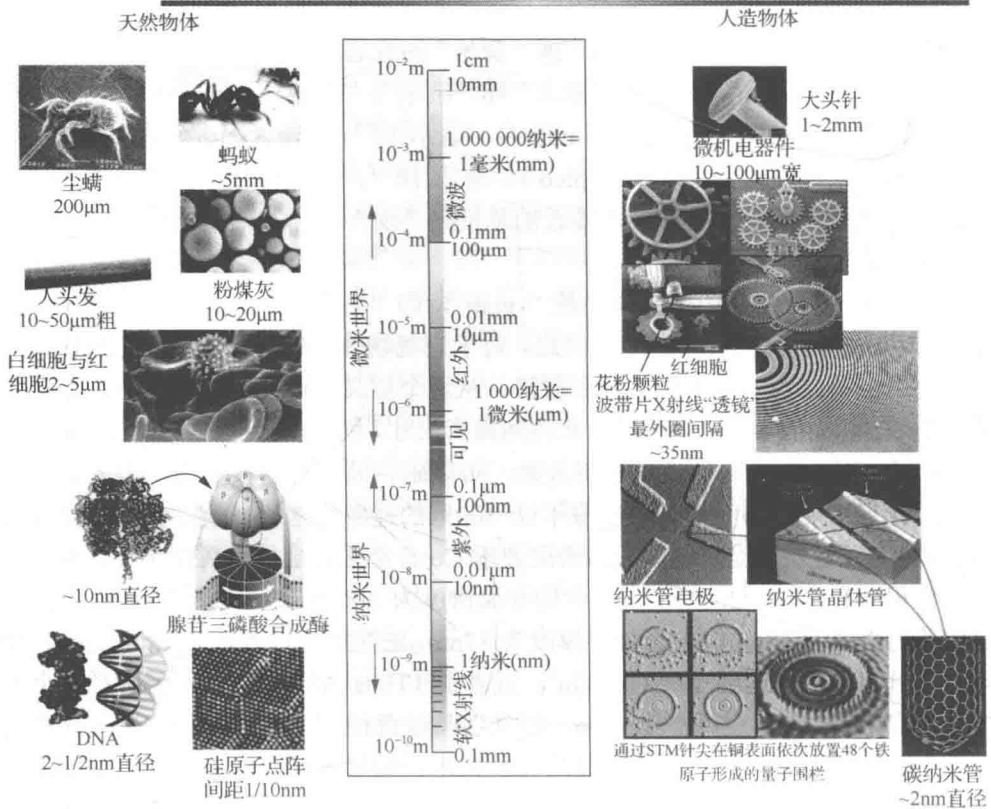 天然物体
尘螨
200μm
蚂蚁
~5mm
人头发
10~50μm粗
粉煤灰
10~20μm
白细胞与红
细胞2~5μm
~10nm直径
腺苷三磷酸合成酶
DNA
2~1/2nm直径
硅原子点阵
间距1/10nm
10⁻²m
1cm
10mm
1 000 000纳米=
10⁻³m
1毫米(mm)
微波
0.1mm
10⁻⁴m
100μm
微米世界
0.01mm
10⁻⁵m
10μm
红外
1 000纳米=
10⁻⁶m
1微米(μm)
可见
0.1μm
10⁻⁷m
100nm
紫外
纳米世界
0.01μm
10⁻⁸m
10nm
10⁻⁹m
1纳米(nm)
软X射线
10⁻¹⁰m
0.1mm
人造物体
大头针
1~2mm
微机电器件
10~100μm宽
红细胞
花粉颗粒
波带片X射线“透镜”
最外圈间隔
~35nm
纳米管电极
纳米管晶体管
通过STM针尖在铜表面依次放置48个铁
原子形成的量子围栏
碳纳米管
~2nm直径